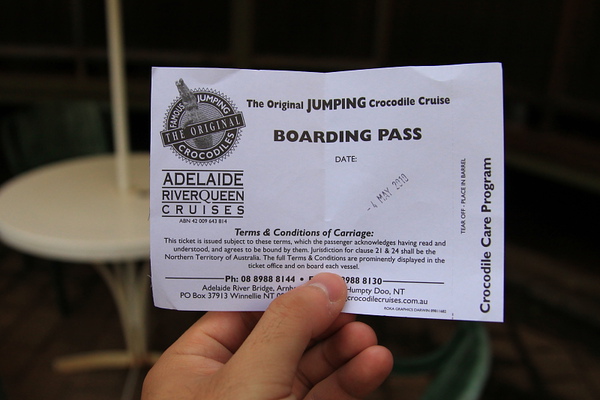 FAMOUS JUMPING
THE ORIGINAL
CROCODILES
The Original JUMPING Crocodile Cruise
BOARDING PASS
DATE:
- 4 MAY 2010
ADELAIDE
RIVER QUEEN
CRUISES
ABN 42 009 643 814
Terms & Conditions of Carriage:
This ticket is issued subject to these terms, which the passenger acknowledges having read and
understood, and agrees to be bound by them. Jurisdiction for clause 21 & 24 shall be the
Northern Territory of Australia. The full Terms & Conditions are prominently displayed in the
ticket office and on board each vessel.
Ph: 08 8988 8144 • 8988 8130
Adelaide River Bridge, Humpty Doo, NT
PO Box 37913 Winnellie NT crocodilecruises.com.au
TEAR OFF - PLACE IN BARREL
Crocodile Care Program